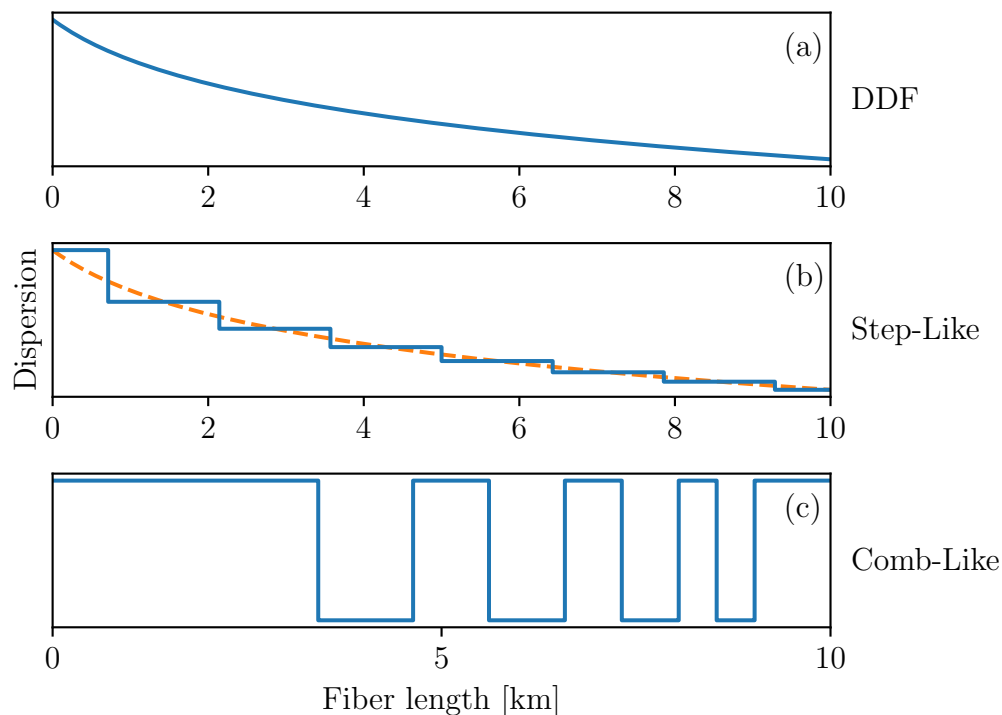 (a)
DDF
0 2 4 6 8 10
Dispersion
(b)
Step-Like
0 2 4 6 8 10
(c)
Comb-Like
0 5 10
Fiber length [km]